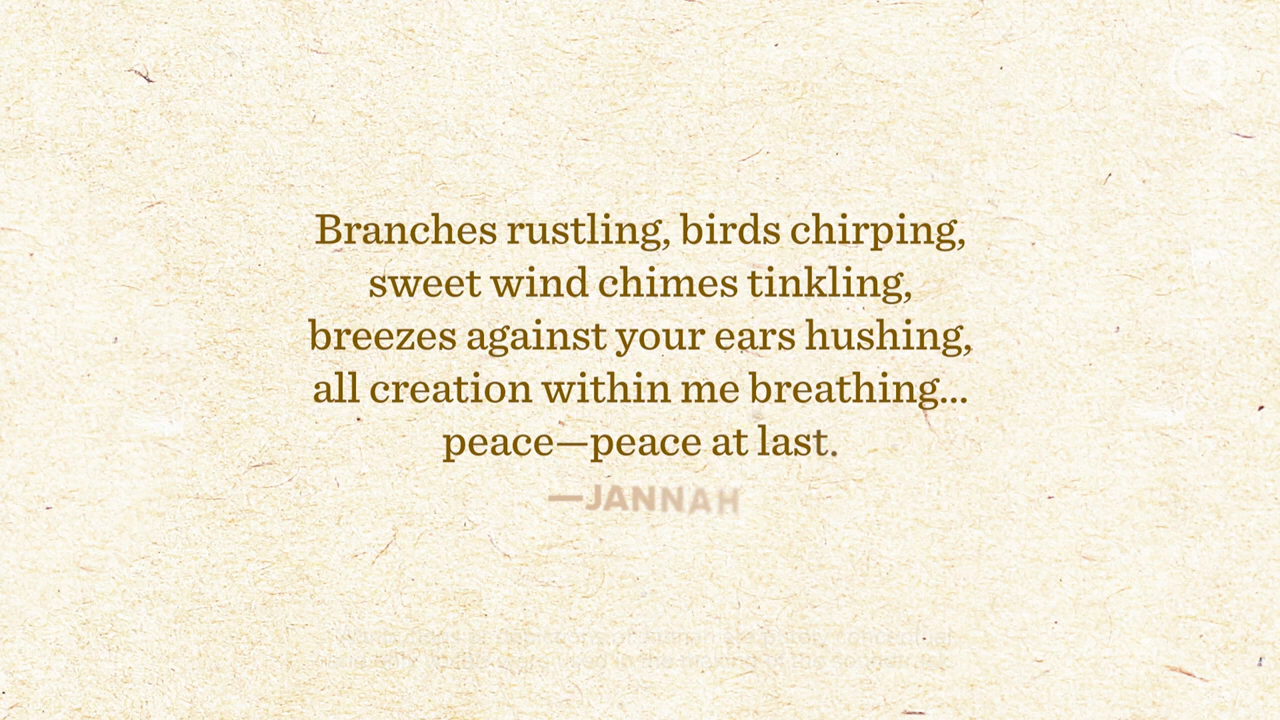 Branches rustling, birds chirping,
sweet wind chimes tinkling,
breezes against your ears hushing,
all creation within me breathing...
peace—peace at last.
—JANNAH